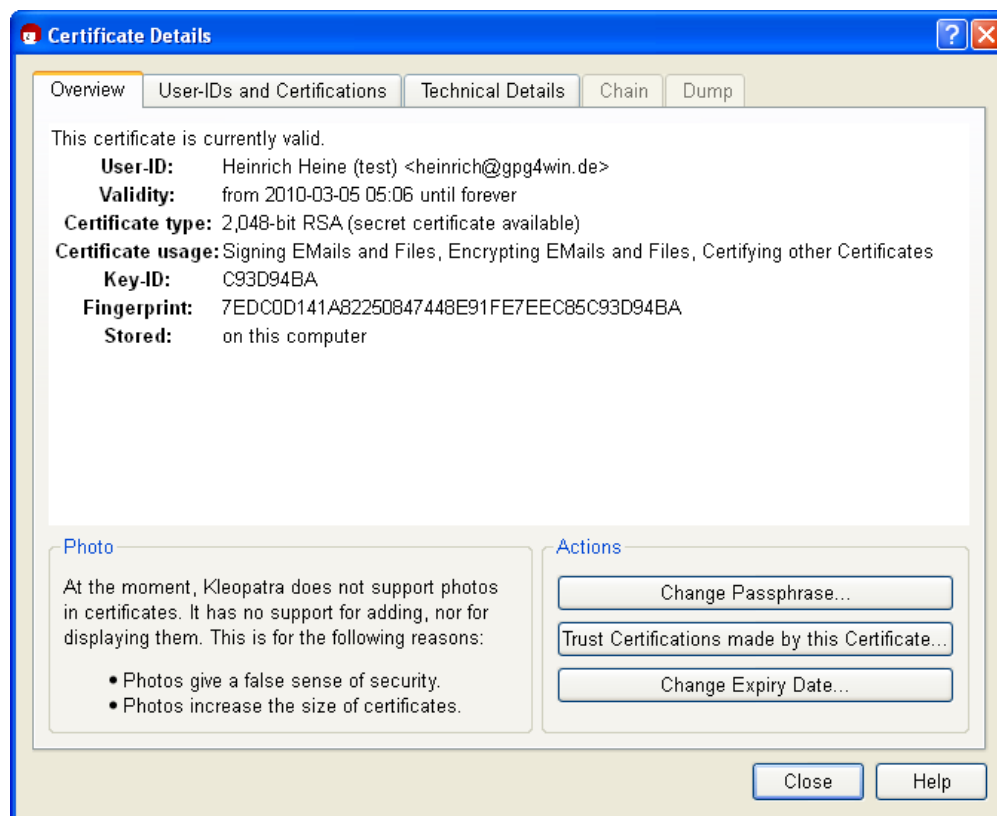 Certificate Details
Overview User-IDs and Certifications Technical Details Chain Dump
This certificate is currently valid.
User-ID: Heinrich Heine (test) <heinrich@gpg4win.de>
Validity: from 2010-03-05 05:06 until forever
Certificate type: 2,048-bit RSA (secret certificate available)
Certificate usage: Signing EMails and Files, Encrypting EMails and Files, Certifying other Certificates
Key-ID: C93D94BA
Fingerprint: 7EDC0D141A82250847448E91FE7EEC85C93D94BA
Stored: on this computer
Photo
At the moment, Kleopatra does not support photos
in certificates. It has no support for adding, nor for
displaying them. This is for the following reasons:
• Photos give a false sense of security.
• Photos increase the size of certificates.
Actions
Change Passphrase...
Trust Certifications made by this Certificate...
Change Expiry Date...
Close Help